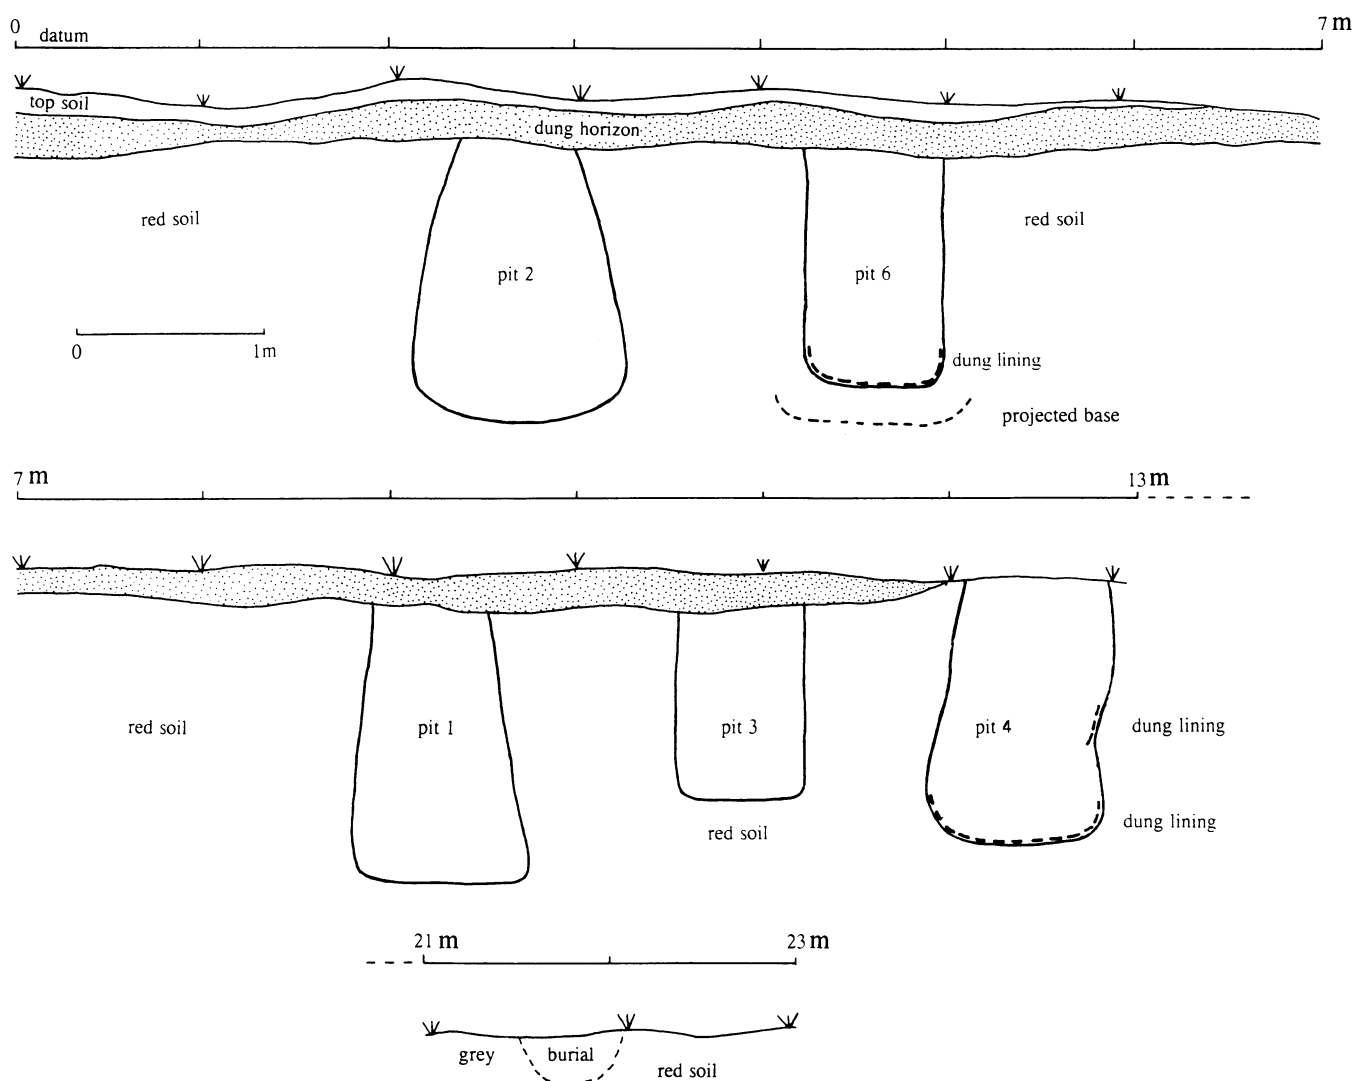 0 datum 7 m
top soil
dung horizon
red soil red soil
pit 2 pit 6
0 1m
dung lining
projected base
7 m 13 m
red soil pit 1 pit 3 pit 4 dung lining
red soil dung lining
21 m 23 m
grey burial
red soil